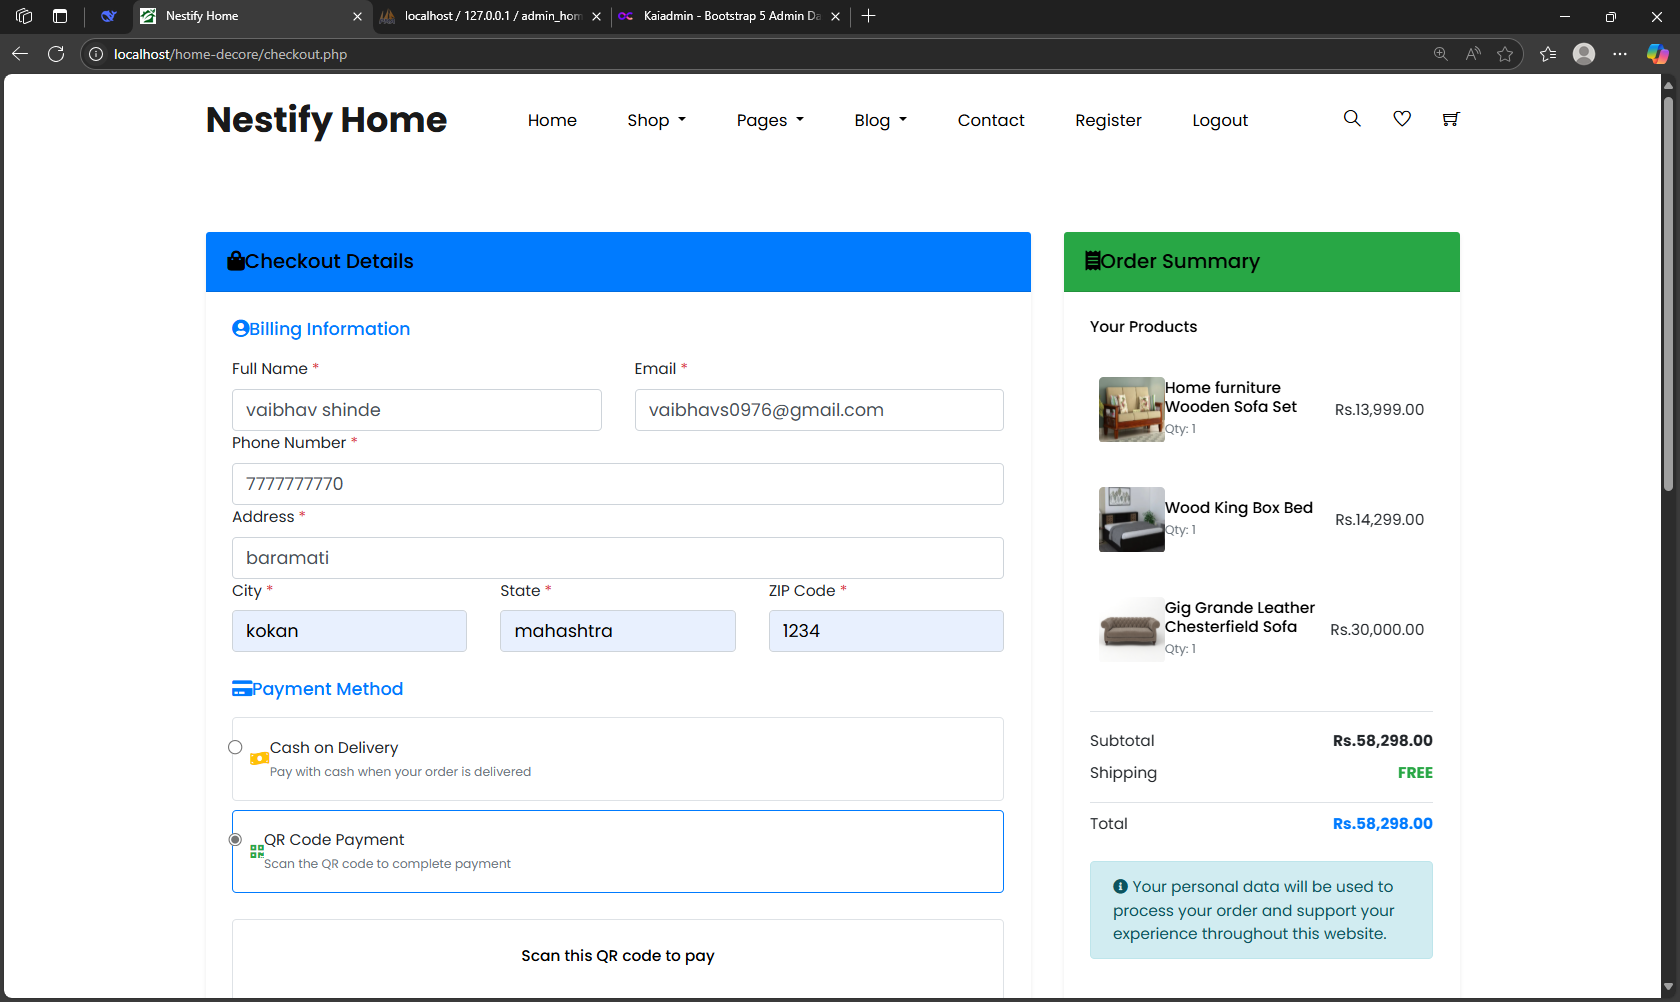 Nestify Home
localhost / 127.0.0.1 / admin_hom
Kaiadmin - Bootstrap 5 Admin Da
localhost/home-decore/checkout.php
Nestify Home
Home
Shop
Pages
Blog
Contact
Register
Logout
Checkout Details
Billing Information
Full Name *
Email *
vaibhav shinde
vaibhavs0976@gmail.com
Phone Number *
7777777770
Address *
baramati
City *
State *
ZIP Code *
kokan
mahashtra
1234
Payment Method
Cash on Delivery
Pay with cash when your order is delivered
QR Code Payment
Scan the QR code to complete payment
Scan this QR code to pay
Order Summary
Your Products
Home furniture
Wooden Sofa Set
Qty: 1
Rs.13,999.00
Wood King Box Bed
Qty: 1
Rs.14,299.00
Gig Grande Leather
Chesterfield Sofa
Qty: 1
Rs.30,000.00
Subtotal
Rs.58,298.00
Shipping
FREE
Total
Rs.58,298.00
Your personal data will be used to
process your order and support your
experience throughout this website.